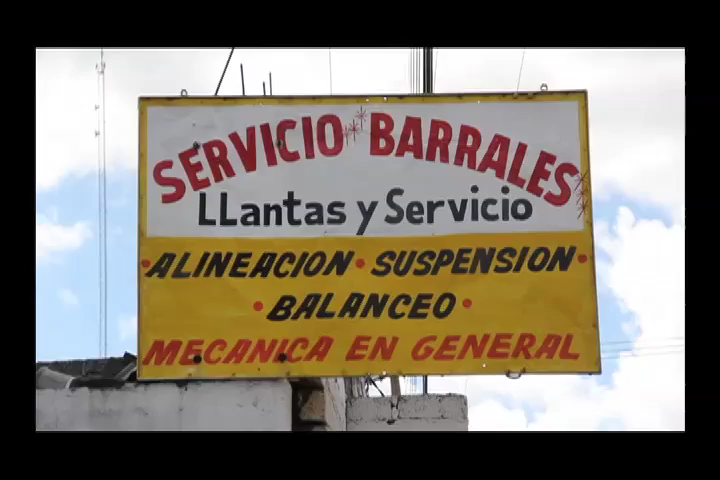 SERVICIO BARRALES
LLantas y Servicio
•ALINEACION•SUSPENSION•
•BALANCEO•
MECANICA EN GENERAL